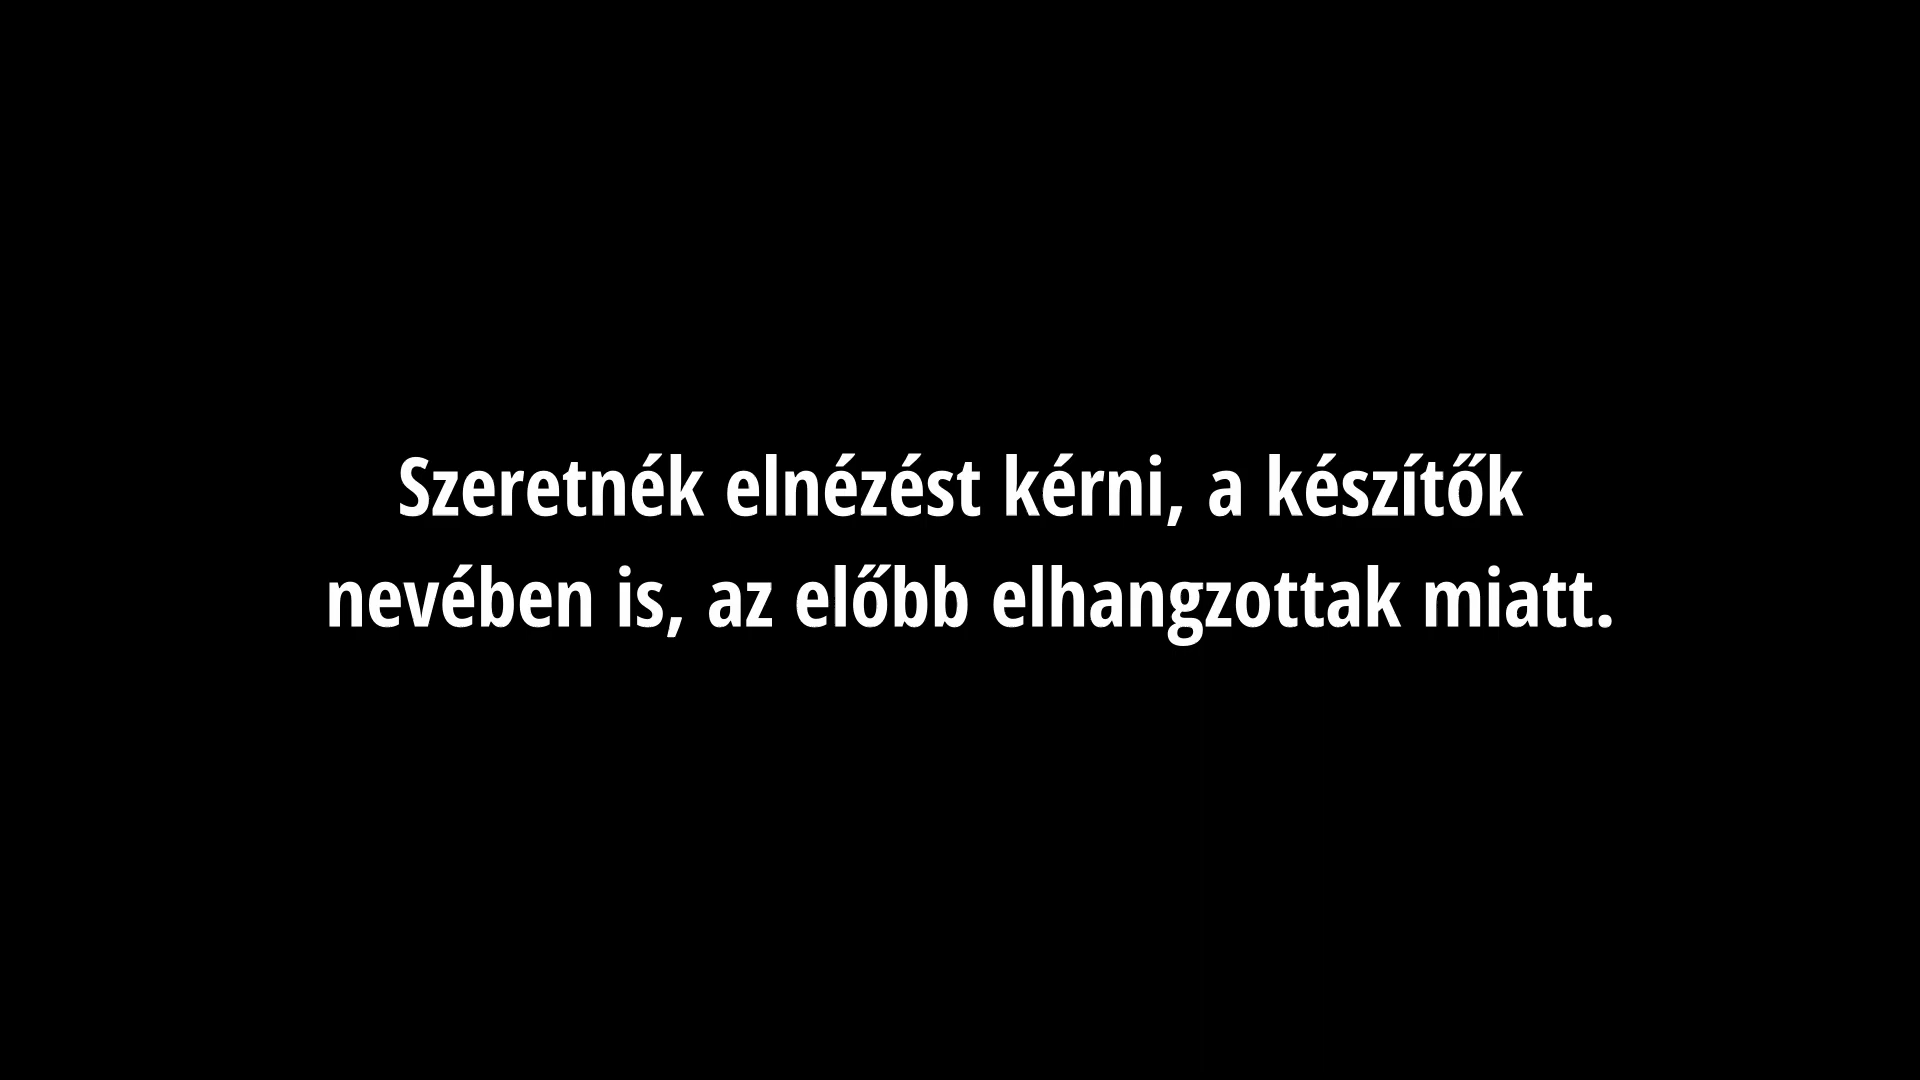 Szeretnék elnézést kérni, a készítők
nevében is, az előbb elhangzottak miatt.